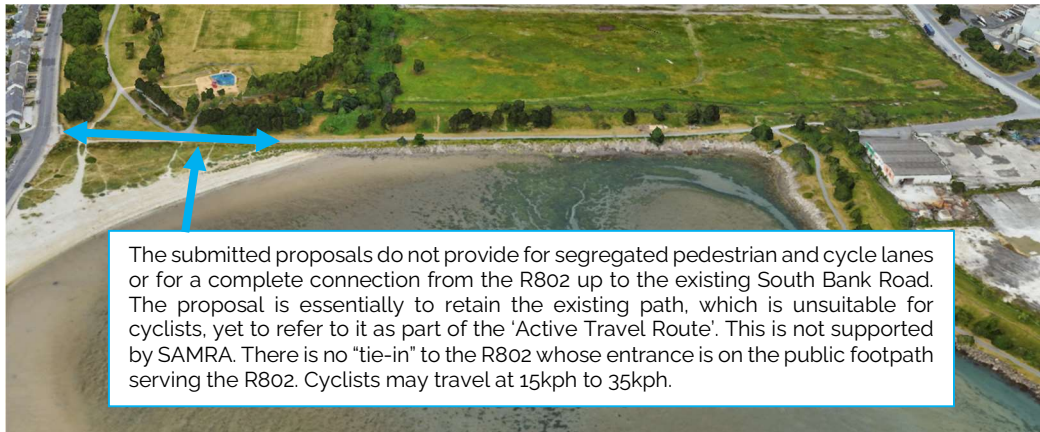 The submitted proposals do not provide for segregated pedestrian and cycle lanes
or for a complete connection from the R802 up to the existing South Bank Road.
The proposal is essentially to retain the existing path, which is unsuitable for
cyclists, yet to refer to it as part of the ‘Active Travel Route’. This is not supported
by SAMRA. There is no “tie-in” to the R802 whose entrance is on the public footpath
serving the R802. Cyclists may travel at 15kph to 35kph.